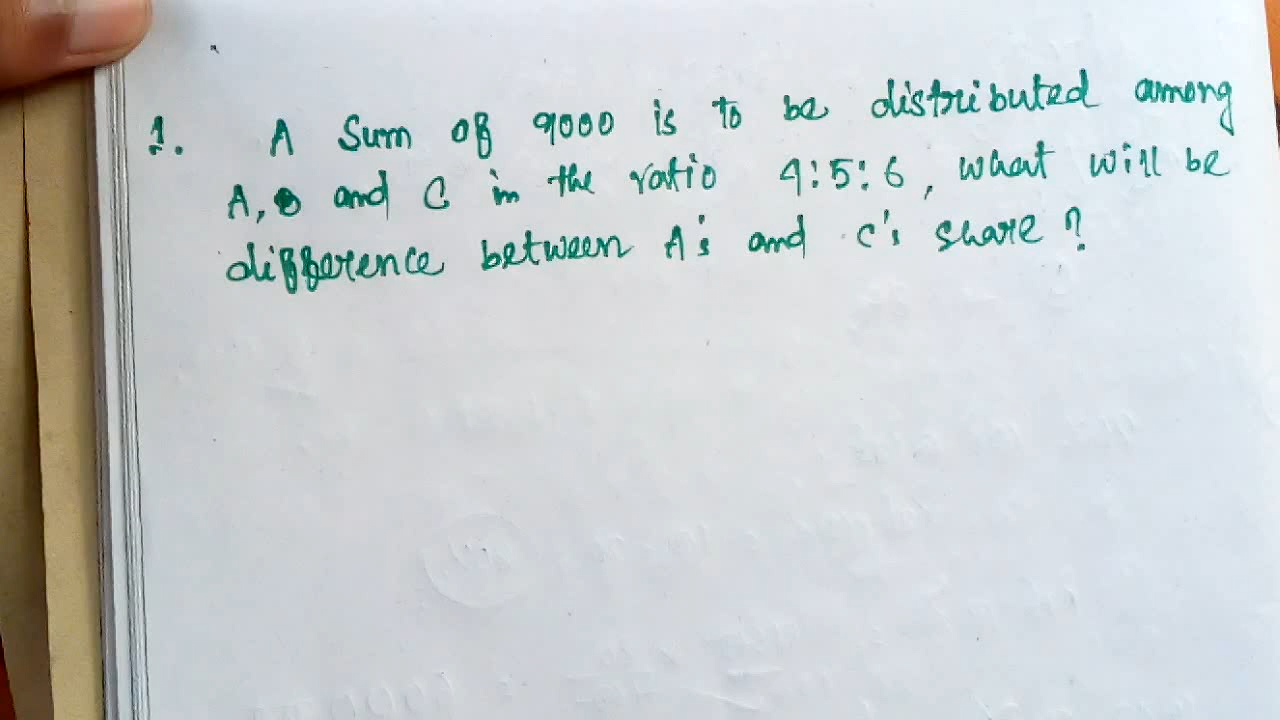 1. A Sum of 9000 is to be distributed among
A, B and C in the ratio 4:5:6, what will be
difference between A's and C's share?